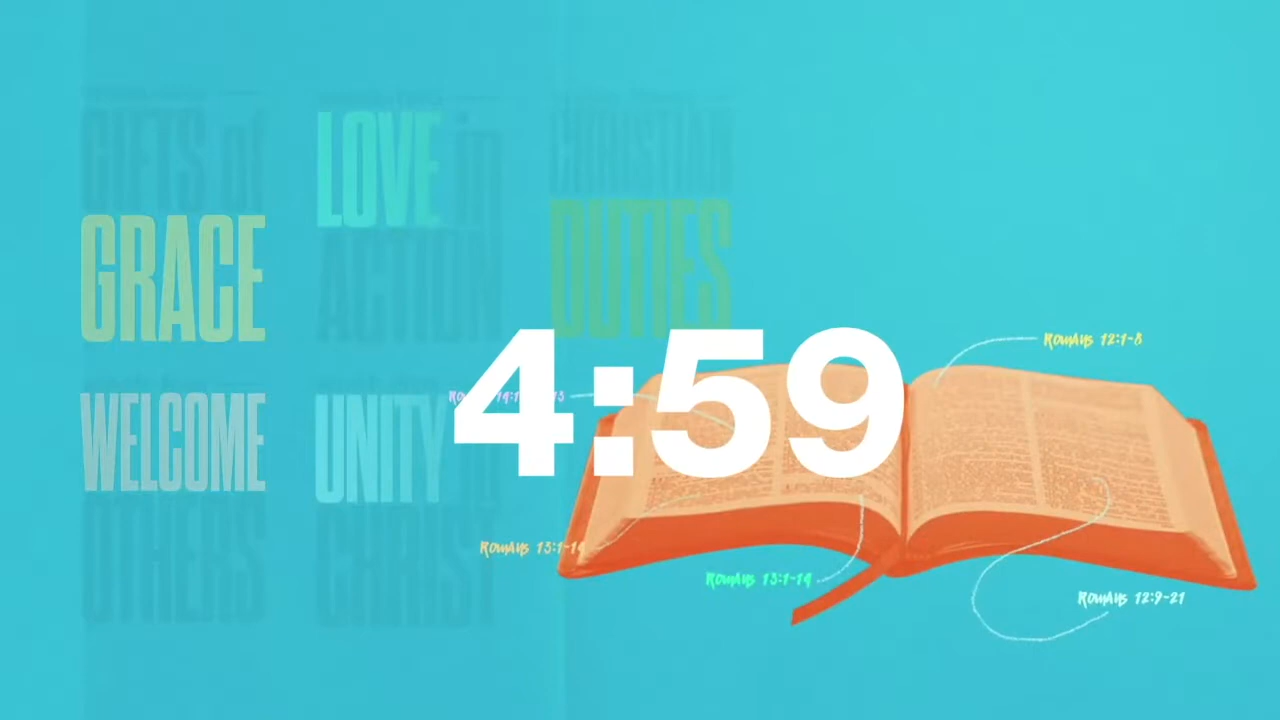 GIFTS of
GRACE
LOVE in
ACTION
CHRISTIAN
DUTIES
WELCOME
OTHERS
UNITY in
CHRIST
4:59
Romans 12:1-8
Romans 13:1-14
Romans 13:1-14
Romans 12:9-21